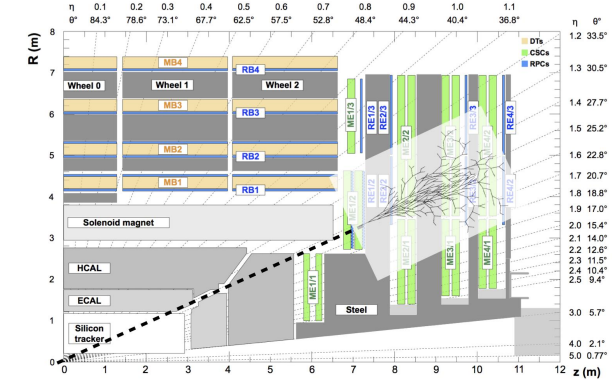 η 0.1 0.2 0.3 0.4 0.5 0.6 0.7 0.8 0.9 1.0 1.1
θ° 84.3° 78.6° 73.1° 67.7° 62.5° 57.5° 52.8° 48.4° 44.3° 40.4° 36.8° η θ°
R (m)
8
7
6
5
4
3
2
1
0
DTs
CSCs
RPCs
1.2 33.5°
1.3 30.5°
1.4 27.7°
1.5 25.2°
1.6 22.8°
1.7 20.7°
1.8 18.8°
1.9 17.0°
2.0 15.4°
2.1 14.0°
2.2 12.6°
2.3 11.5°
2.4 10.4°
2.5 9.4°
3.0 5.7°
4.0 2.1°
5.0 0.77°
MB4
RB4
Wheel 0 Wheel 1 Wheel 2
MB3
RB3
MB2
RB2
MB1
RB1
ME1/3
RE1/3
RE2/3
RE3/3
RE4/3
ME1/2
RE1/2
RE4/2
ME1/1
ME2/1
ME3/1
ME4/1
Solenoid magnet
HCAL
ECAL
Silicon
tracker
Steel
0 1 2 3 4 5 6 7 8 9 10 11 12
z (m)